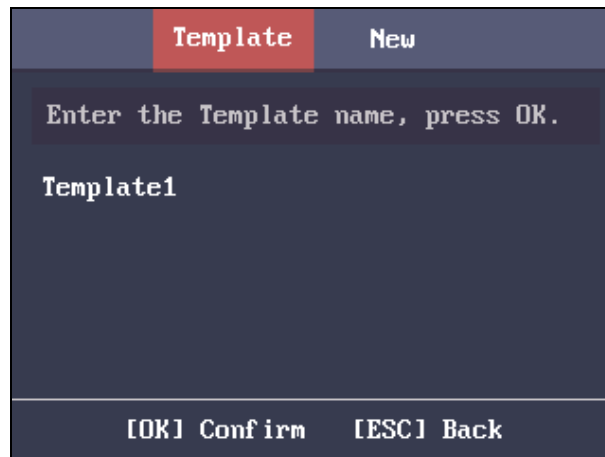 Template New
Enter the Template name, press OK.
Template1
[OK] Confirm [ESC] Back